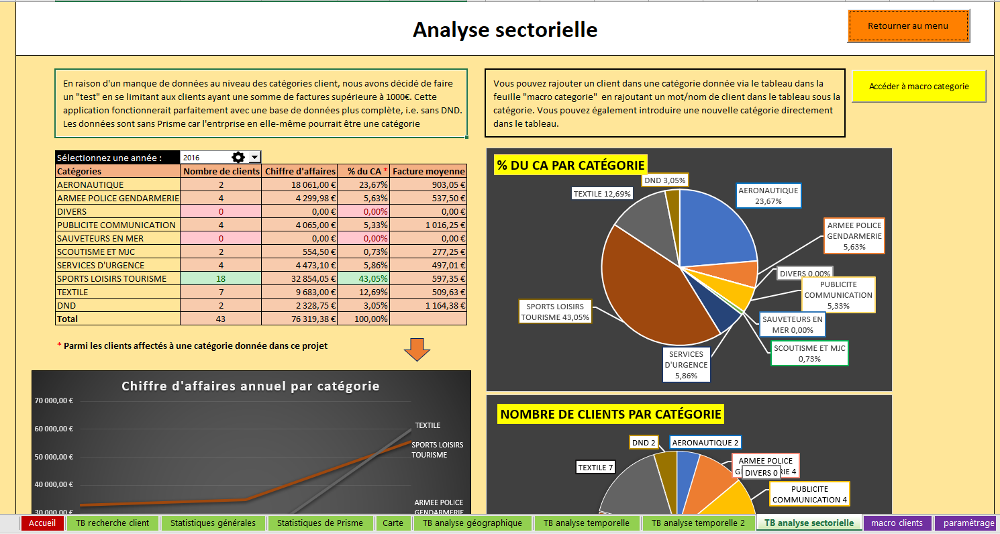 Analyse sectorielle
Retourner au menu
En raison d'un manque de données au niveau des catégories client, nous avons décidé de faire
un "test" en se limitant aux clients ayant une somme de factures supérieure à 1000€. Cette
application fonctionnerait parfaitement avec une base de données plus complète, i.e. sans DND.
Les données sont sans Prisme car l'entrprise en elle-même pourrait être une catégorie
Vous pouvez rajouter un client dans une catégorie donnée via le tableau dans la
feuille "macro categorie" en rajoutant un mot/nom de client dans le tableau sous la
catégorie. Vous pouvez également introduire une nouvelle catégorie directement
dans le tableau.
Accéder à macro categorie
Sélectionnez une année : 2016
Catégories Nombre de clients Chiffre d'affaires % du CA * Facture moyenne
AERONAUTIQUE 2 18 061,00 € 23,67% 903,05 €
ARMEE POLICE GENDARMERIE 4 4 299,98 € 5,63% 537,50 €
DIVERS 0 0,00 € 0,00% 0,00 €
PUBLICITE COMMUNICATION 4 4 065,00 € 5,33% 1 016,25 €
SAUVETEURS EN MER 0 0,00 € 0,00% 0,00 €
SCOUTISME ET MJC 2 554,50 € 0,73% 277,25 €
SERVICES D'URGENCE 4 4 473,10 € 5,86% 497,01 €
SPORTS LOISIRS TOURISME 18 32 854,05 € 43,05% 597,35 €
TEXTILE 7 9 683,00 € 12,69% 509,63 €
DND 2 2 328,75 € 3,05% 1 164,38 €
Total 43 76 319,38 € 100,00%
* Parmi les clients affectés à une catégorie donnée dans ce projet
% DU CA PAR CATÉGORIE
DND 3,05%
TEXTILE 12,69%
AERONAUTIQUE
23,67%
ARMEE POLICE
GENDARMERIE
5,63%
DIVERS 0,00%
PUBLICITE
COMMUNICATION
5,33%
SPORTS LOISIRS
TOURISME 43,05%
SAUVETEURS EN
MER 0,00%
SCOUTISME ET MJC
0,73%
SERVICES
D'URGENCE
5,86%
Chiffre d'affaires annuel par catégorie
70 000,00 €
60 000,00 €
50 000,00 €
40 000,00 €
30 000,00 €
TEXTILE
SPORTS LOISIRS
TOURISME
ARMEE POLICE
GENDARMERIE
NOMBRE DE CLIENTS PAR CATÉGORIE
DND 2
AERONAUTIQUE 2
TEXTILE 7
ARMEE POLICE
4
DIVERS 0
PUBLICITE
COMMUNICATION 4
Accueil TB recherche client Statistiques générales Statistiques de Prisme Carte TB analyse géographique TB analyse temporelle TB analyse temporelle 2 TB analyse sectorielle macro clients paramètrage